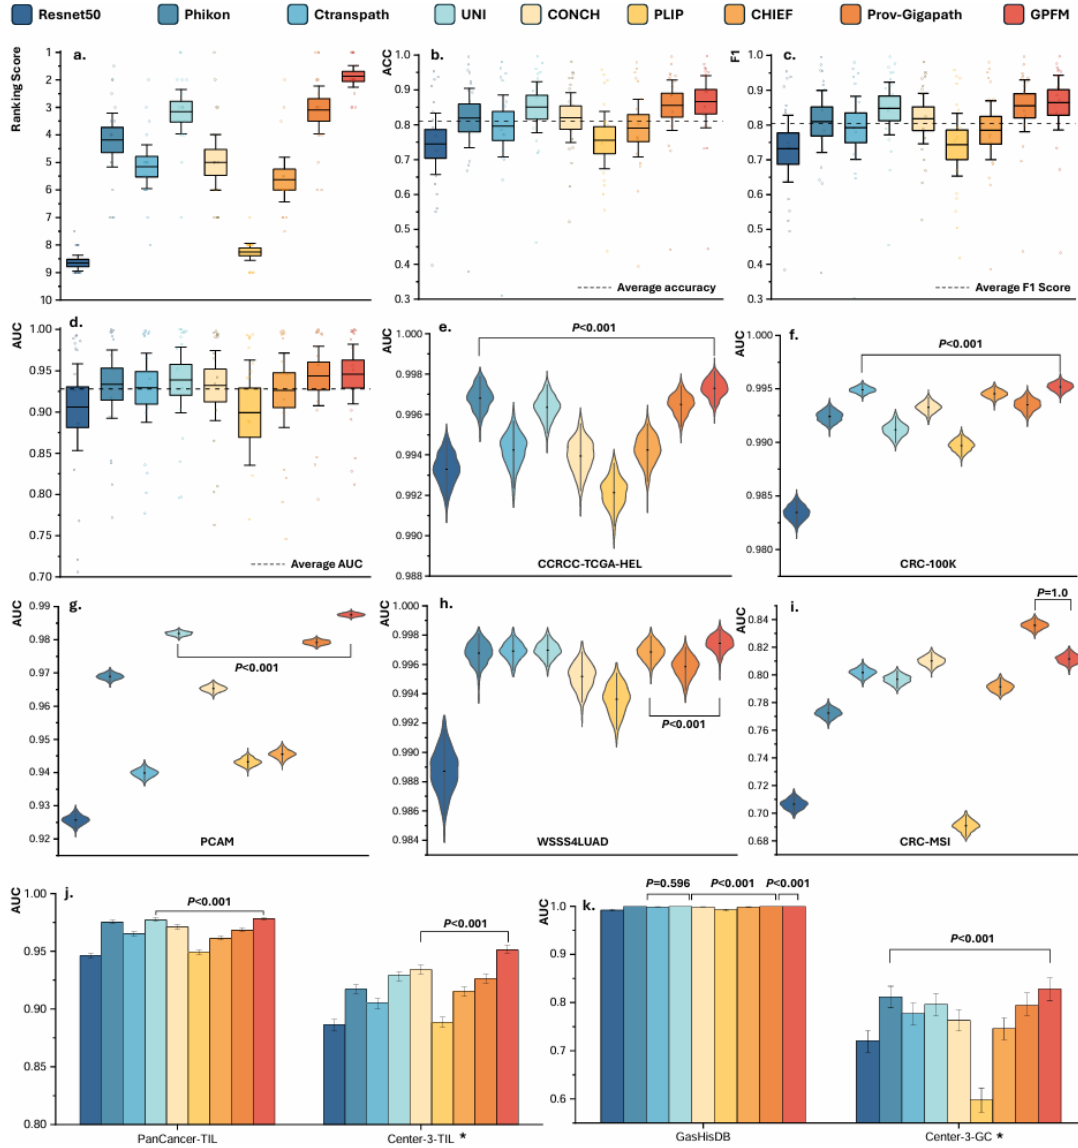 Resnet50 Phikon Ctranspath UNI CONCH PLIP CHIEF Prov-Gigapath GPFM
a.
Ranking Score
1
2
3
4
5
6
7
8
9
10
b.
ACC
1.0
0.9
0.8
0.7
0.6
0.5
0.4
0.3
Average accuracy
c.
F1
1.0
0.9
0.8
0.7
0.6
0.5
0.4
0.3
Average F1 Score
d.
AUC
1.00
0.95
0.90
0.85
0.80
0.75
0.70
Average AUC
e.
AUC
1.000
0.998
0.996
0.994
0.992
0.990
0.988
P<0.001
CCRCC-TCGA-HEL
f.
AUC
1.000
0.995
0.990
0.985
0.980
P<0.001
CRC-100K
g.
AUC
0.99
0.98
0.97
0.96
0.95
0.94
0.93
0.92
P<0.001
PCAM
h.
AUC
1.000
0.998
0.996
0.994
0.992
0.990
0.988
0.986
0.984
P<0.001
WSSS4LUAD
i.
AUC
0.84
0.82
0.80
0.78
0.76
0.70
0.68
P=1.0
CRC-MSI
j.
AUC
1.00
0.95
0.90
0.85
0.80
P<0.001
P<0.001
PanCancer-TIL
Center-3-TIL *
k.
AUC
1.0
0.9
0.8
0.7
0.6
P=0.596
P<0.001
P<0.001
P<0.001
GasHisDB
Center-3-GC *